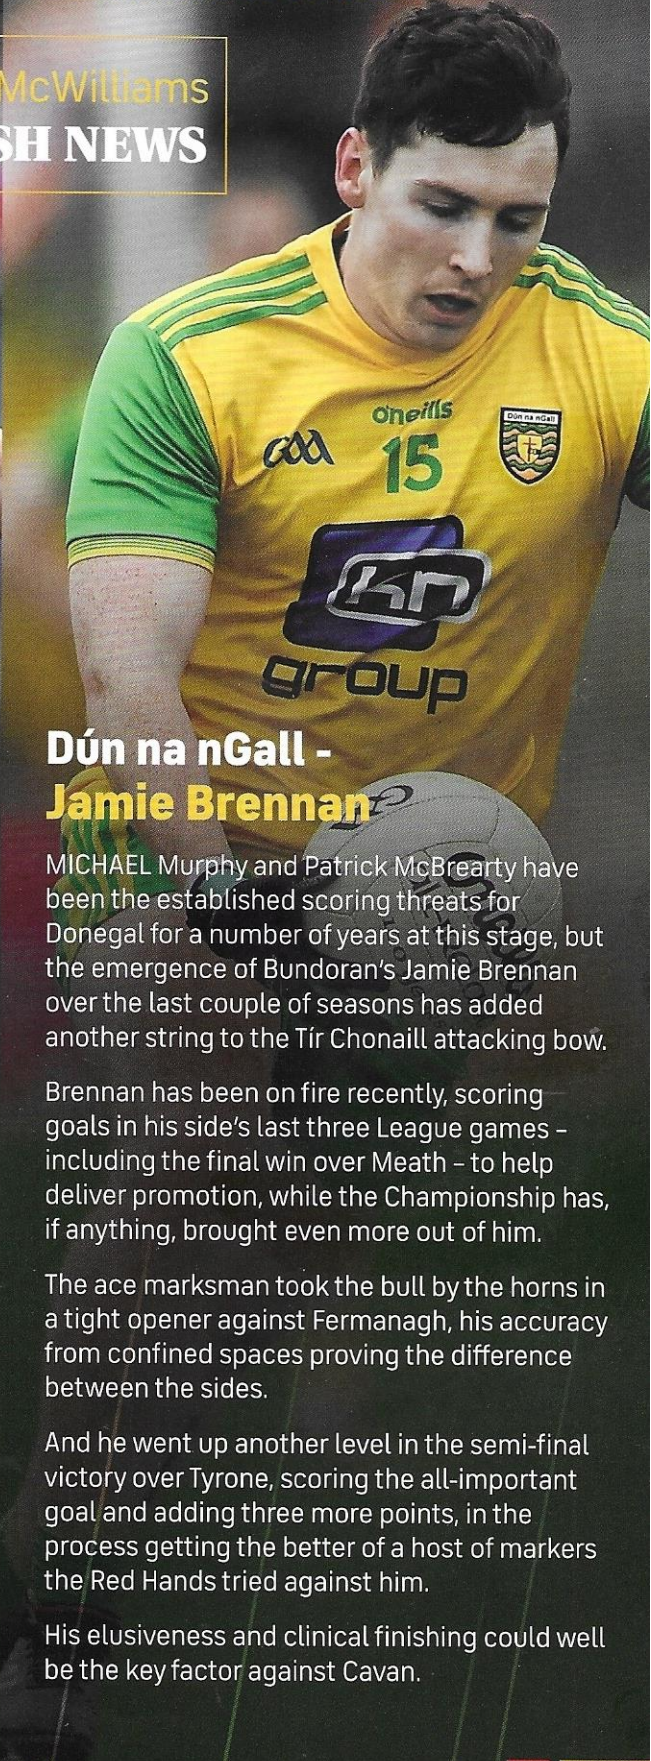 McWilliams
SH NEWS
oneills
GAA
15
Dún na nGall
kn
group
Dún na nGall -
Jamie Brennan
MICHAEL Murphy and Patrick McBrearty have
been the established scoring threats for
Donegal for a number of years at this stage, but
the emergence of Bundoran's Jamie Brennan
over the last couple of seasons has added
another string to the Tír Chonaill attacking bow.
Brennan has been on fire recently, scoring
goals in his side's last three League games –
including the final win over Meath – to help
deliver promotion, while the Championship has,
if anything, brought even more out of him.
The ace marksman took the bull by the horns in
a tight opener against Fermanagh, his accuracy
from confined spaces proving the difference
between the sides.
And he went up another level in the semi-final
victory over Tyrone, scoring the all-important
goal and adding three more points, in the
process getting the better of a host of markers
the Red Hands tried against him.
His elusiveness and clinical finishing could well
be the key factor against Cavan.